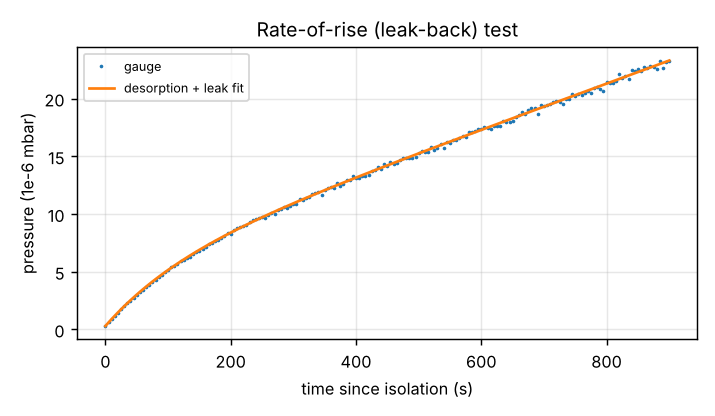 Rate-of-rise (leak-back) test
gauge
desorption + leak fit
20
15
10
5
0
pressure (1e-6 mbar)
0 200 400 600 800
time since isolation (s)